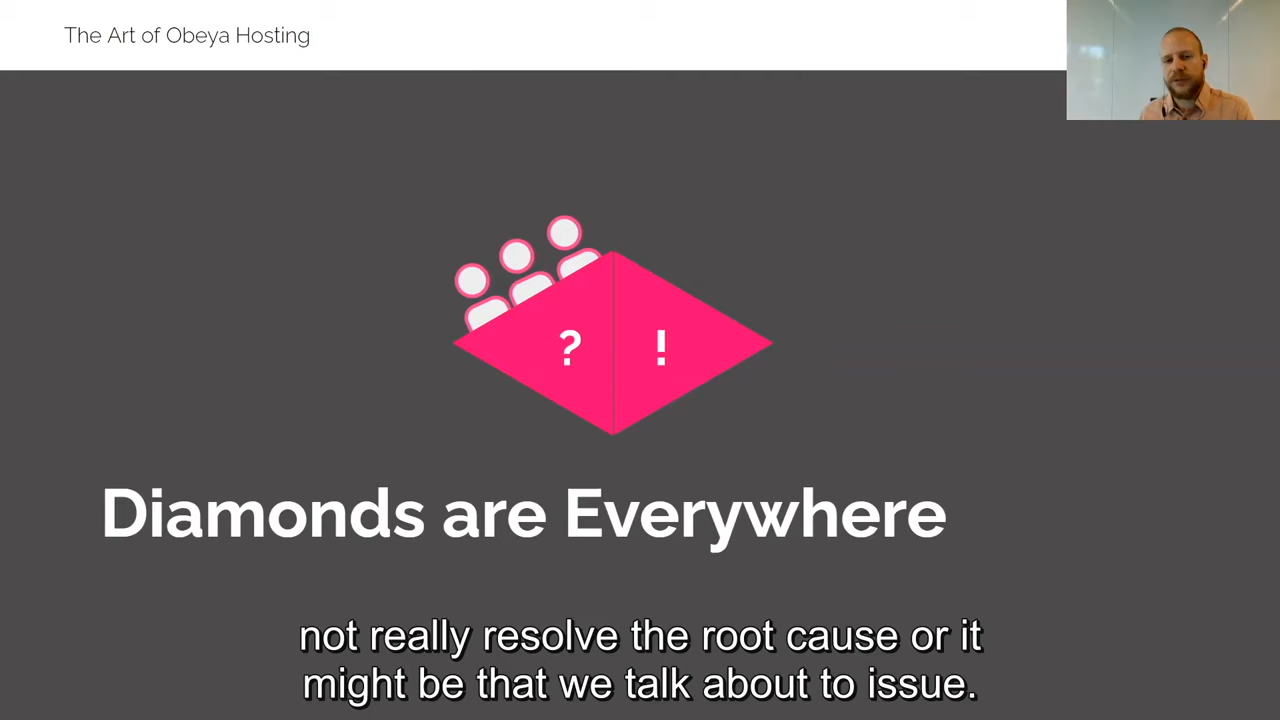 The Art of Obeya Hosting
? !
Diamonds are Everywhere
not really resolve the root cause or it
might be that we talk about to issue.